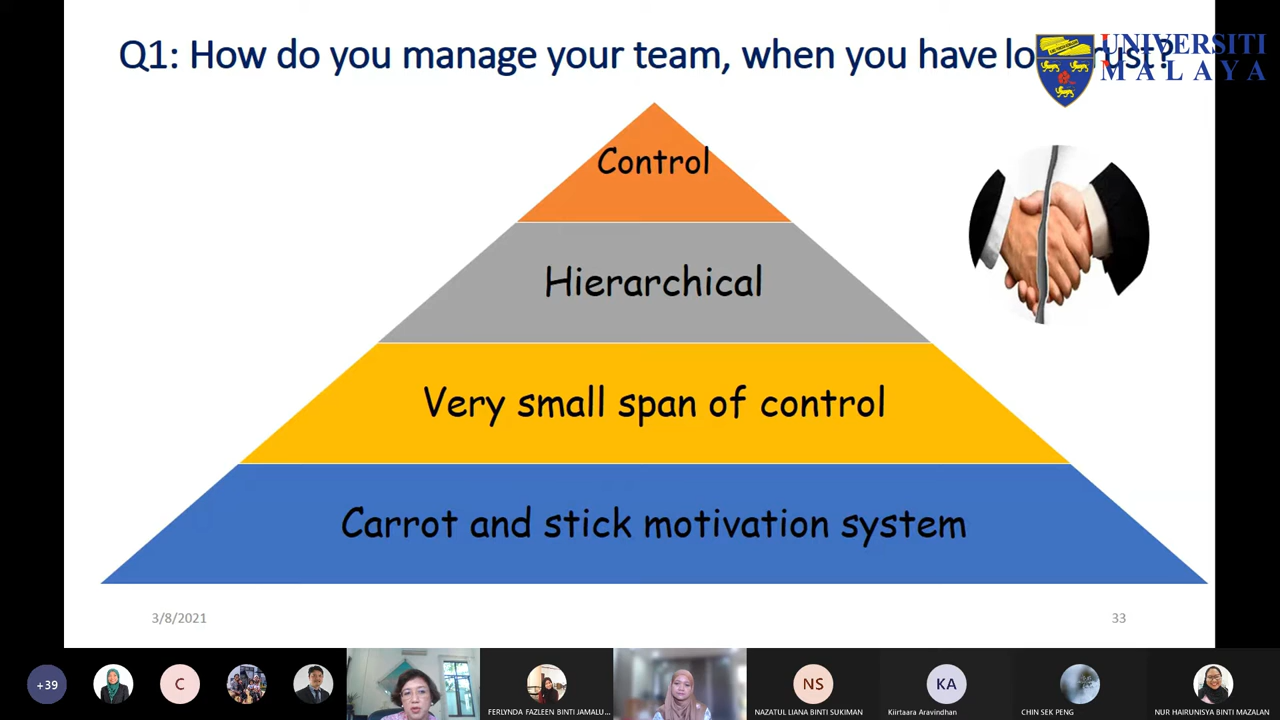 Q1: How do you manage your team, when you have lo ust?
UNIVERSITI
MALAYA
Control
Hierarchical
Very small span of control
Carrot and stick motivation system
3/8/2021
33
+39
C
NS
KA
FERLYNDA FAZLEEN BINTI JAMALU...
NAZATUL LIANA BINTI SUKIMAN
Kiirtaara Aravindhan
CHIN SEK PENG
NUR HAIRUNISYA BINTI MAZALAN